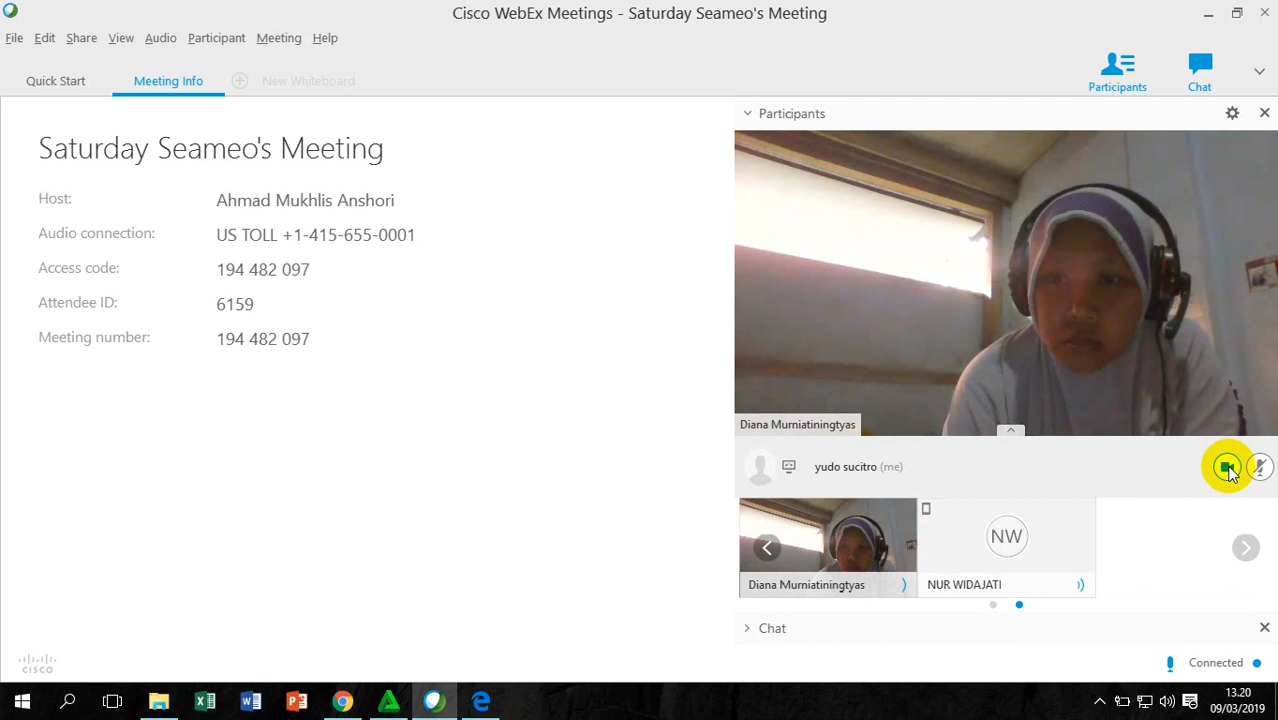 Cisco WebEx Meetings - Saturday Seameo's Meeting
File Edit Share View Audio Participant Meeting Help
Quick Start Meeting Info New Whiteboard
Participants Chat
Participants
Saturday Seameo's Meeting
Host: Ahmad Mukhlis Anshori
Audio connection: US TOLL +1-415-655-0001
Access code: 194 482 097
Attendee ID: 6159
Meeting number: 194 482 097
Diana Murniatiningtyas
yudo sucitro (me)
NW
Diana Murniatiningtyas
NUR WIDAJATI
Chat
cisco
Connected
13.20
09/03/2019